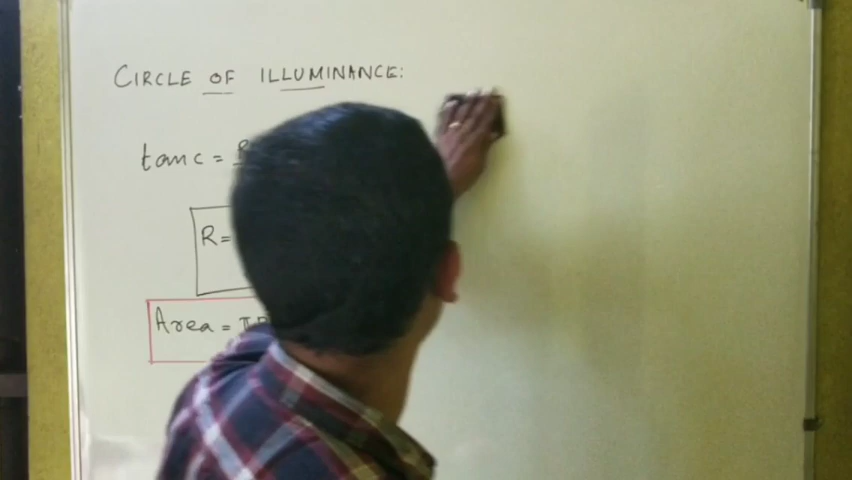 CIRCLE OF ILLUMINANCE:
tan c = R
R =
Area = π R